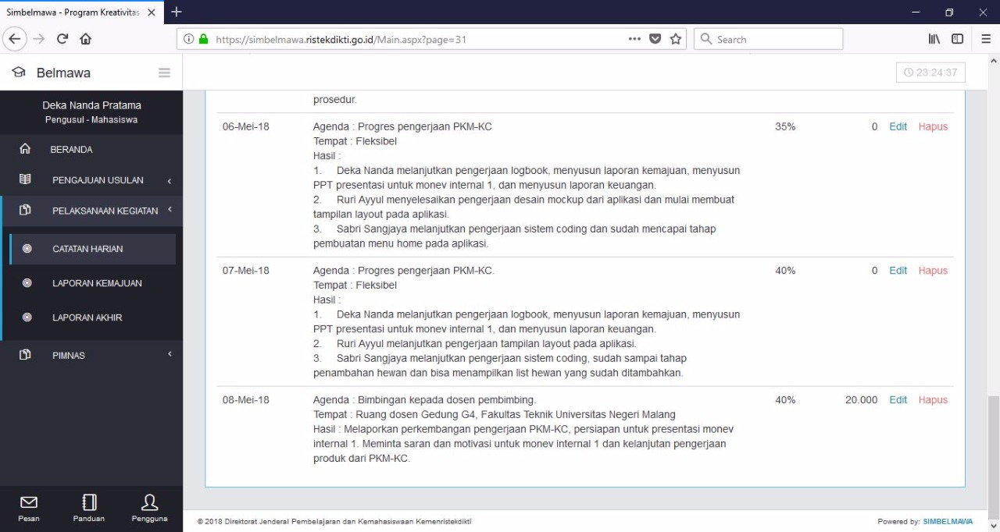 Simbelmawa - Program Kreativitas
https://simbelmawa.ristekdikti.go.id/Main.aspx?page=31
Search
Belmawa
23:24:37
Deka Nanda Pratama
Pengusul - Mahasiswa
BERANDA
PENGAJUAN USULAN
PELAKSANAAN KEGIATAN
CATATAN HARIAN
LAPORAN KEMAJUAN
LAPORAN AKHIR
PIMNAS
Pesan
Panduan
Pengguna
prosedur.
06-Mei-18 Agenda : Progres pengerjaan PKM-KC 35% 0 Edit Hapus
Tempat : Fleksibel
Hasil :
1. Deka Nanda melanjutkan pengerjaan logbook, menyusun laporan kemajuan, menyusun
PPT presentasi untuk monev internal 1, dan menyusun laporan keuangan.
2. Ruri Ayyul menyelesaikan pengerjaan desain mockup dari aplikasi dan mulai membuat
tampilan layout pada aplikasi.
3. Sabri Sangjaya melanjutkan pengerjaan sistem coding dan sudah mencapai tahap
pembuatan menu home pada aplikasi.
07-Mei-18 Agenda : Progres pengerjaan PKM-KC. 40% 0 Edit Hapus
Tempat : Fleksibel
Hasil :
1. Deka Nanda melanjutkan pengerjaan logbook, menyusun laporan kemajuan, menyusun
PPT presentasi untuk monev internal 1, dan menyusun laporan keuangan.
2. Ruri Ayyul melanjutkan pengerjaan tampilan layout pada aplikasi.
3. Sabri Sangjaya melanjutkan pengerjaan sistem coding, sudah sampai tahap
penambahan hewan dan bisa menampilkan list hewan yang sudah ditambahkan.
08-Mei-18 Agenda : Bimbingan kepada dosen pembimbing. 40% 20.000 Edit Hapus
Tempat : Ruang dosen Gedung G4, Fakultas Teknik Universitas Negeri Malang
Hasil : Melaporkan perkembangan pengerjaan PKM-KC, persiapan untuk presentasi monev
internal 1. Meminta saran dan motivasi untuk monev internal 1 dan kelanjutan pengerjaan
produk dari PKM-KC.
© 2018 Direktorat Jenderal Pembelajaran dan Kemahasiswaan Kemenristekdikti
Powered by: SIMBELMAWA